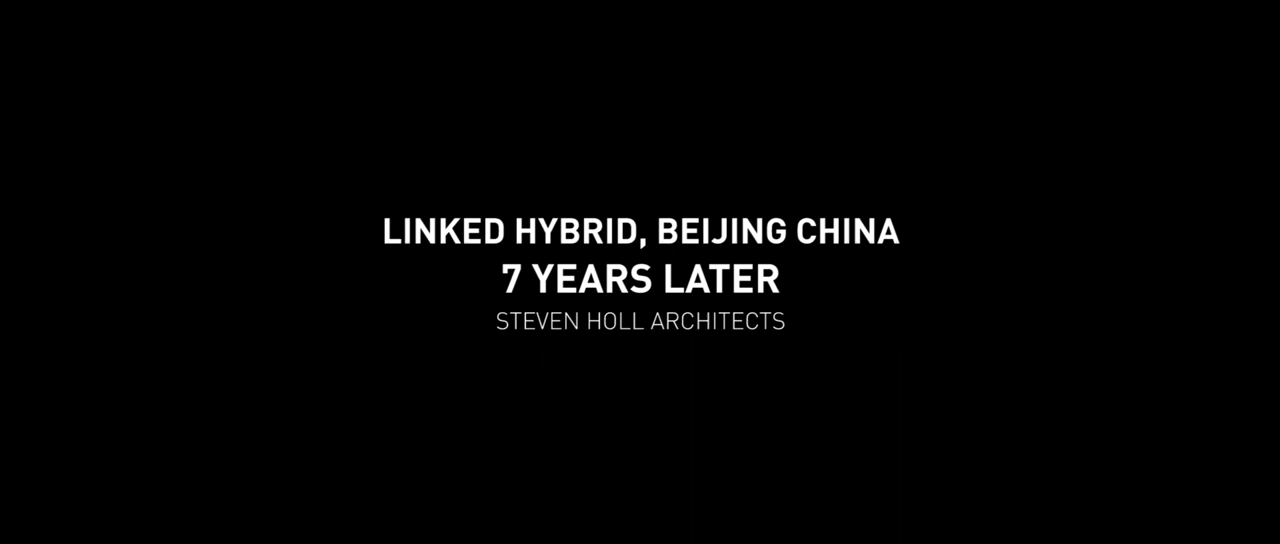 LINKED HYBRID, BEIJING CHINA
7 YEARS LATER
STEVEN HOLL ARCHITECTS